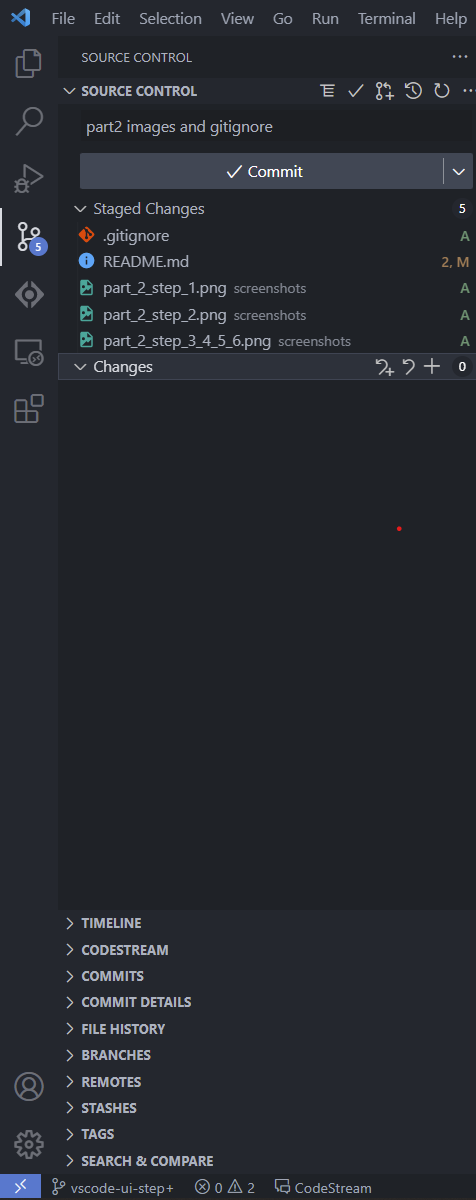 File Edit Selection View Go Run Terminal Help
SOURCE CONTROL
SOURCE CONTROL
part2 images and gitignore
Commit
Staged Changes 5
.gitignore A
README.md 2, M
part_2_step_1.png screenshots A
part_2_step_2.png screenshots A
part_2_step_3_4_5_6.png screenshots A
Changes 0
5
TIMELINE
CODESTREAM
COMMITS
COMMIT DETAILS
FILE HISTORY
BRANCHES
REMOTES
STASHES
TAGS
SEARCH & COMPARE
vscode-ui-step+ 0 2 CodeStream